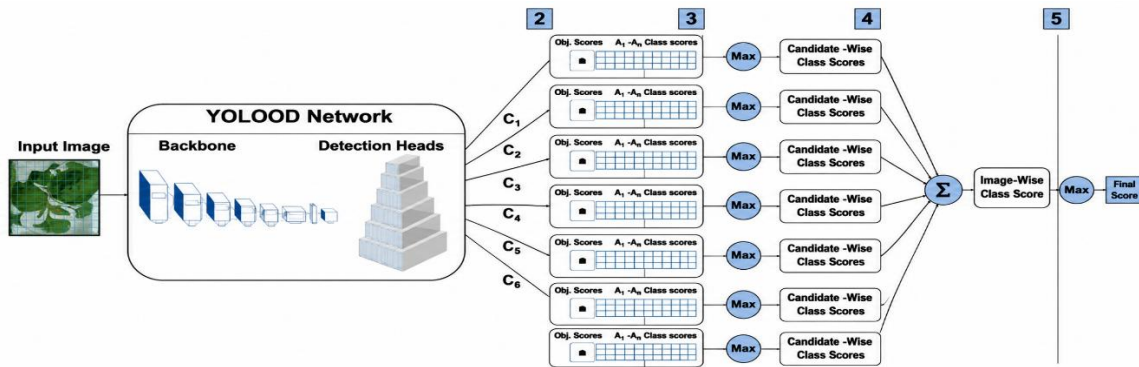 2
3
4
5
Input Image
YOLOOD Network
Backbone
Detection Heads
C1
C2
C3
C4
C5
C6
Obj. Scores A1 -An Class scores
Max
Candidate -Wise
Class Scores
Obj. Scores A1 -An Class scores
Max
Candidate -Wise
Class Scores
Obj. Scores A1 -An Class scores
Max
Candidate -Wise
Class Scores
Obj. Scores A1 -An Class scores
Max
Candidate -Wise
Class Scores
Obj. Scores A1 -An Class scores
Max
Candidate -Wise
Class Scores
Obj. Scores A1 -An Class scores
Max
Candidate -Wise
Class Scores
Obj. Scores A1 -An Class scores
Max
Candidate -Wise
Class Scores
Σ
Image-Wise
Class Score
Max
Final
Score